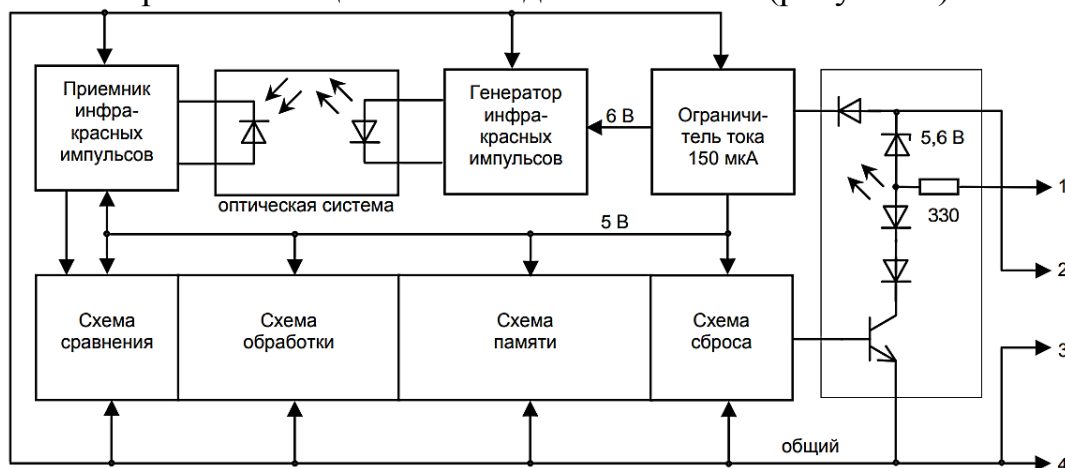 Приемник
инфра-
красных
импульсов
оптическая система
Генератор
инфра-
красных
импульсов
6 В
Ограничи-
тель тока
150 мкА
5,6 В
330
1
2
3
4
5 В
Схема
сравнения
Схема
обработки
Схема
памяти
Схема
сброса
общий